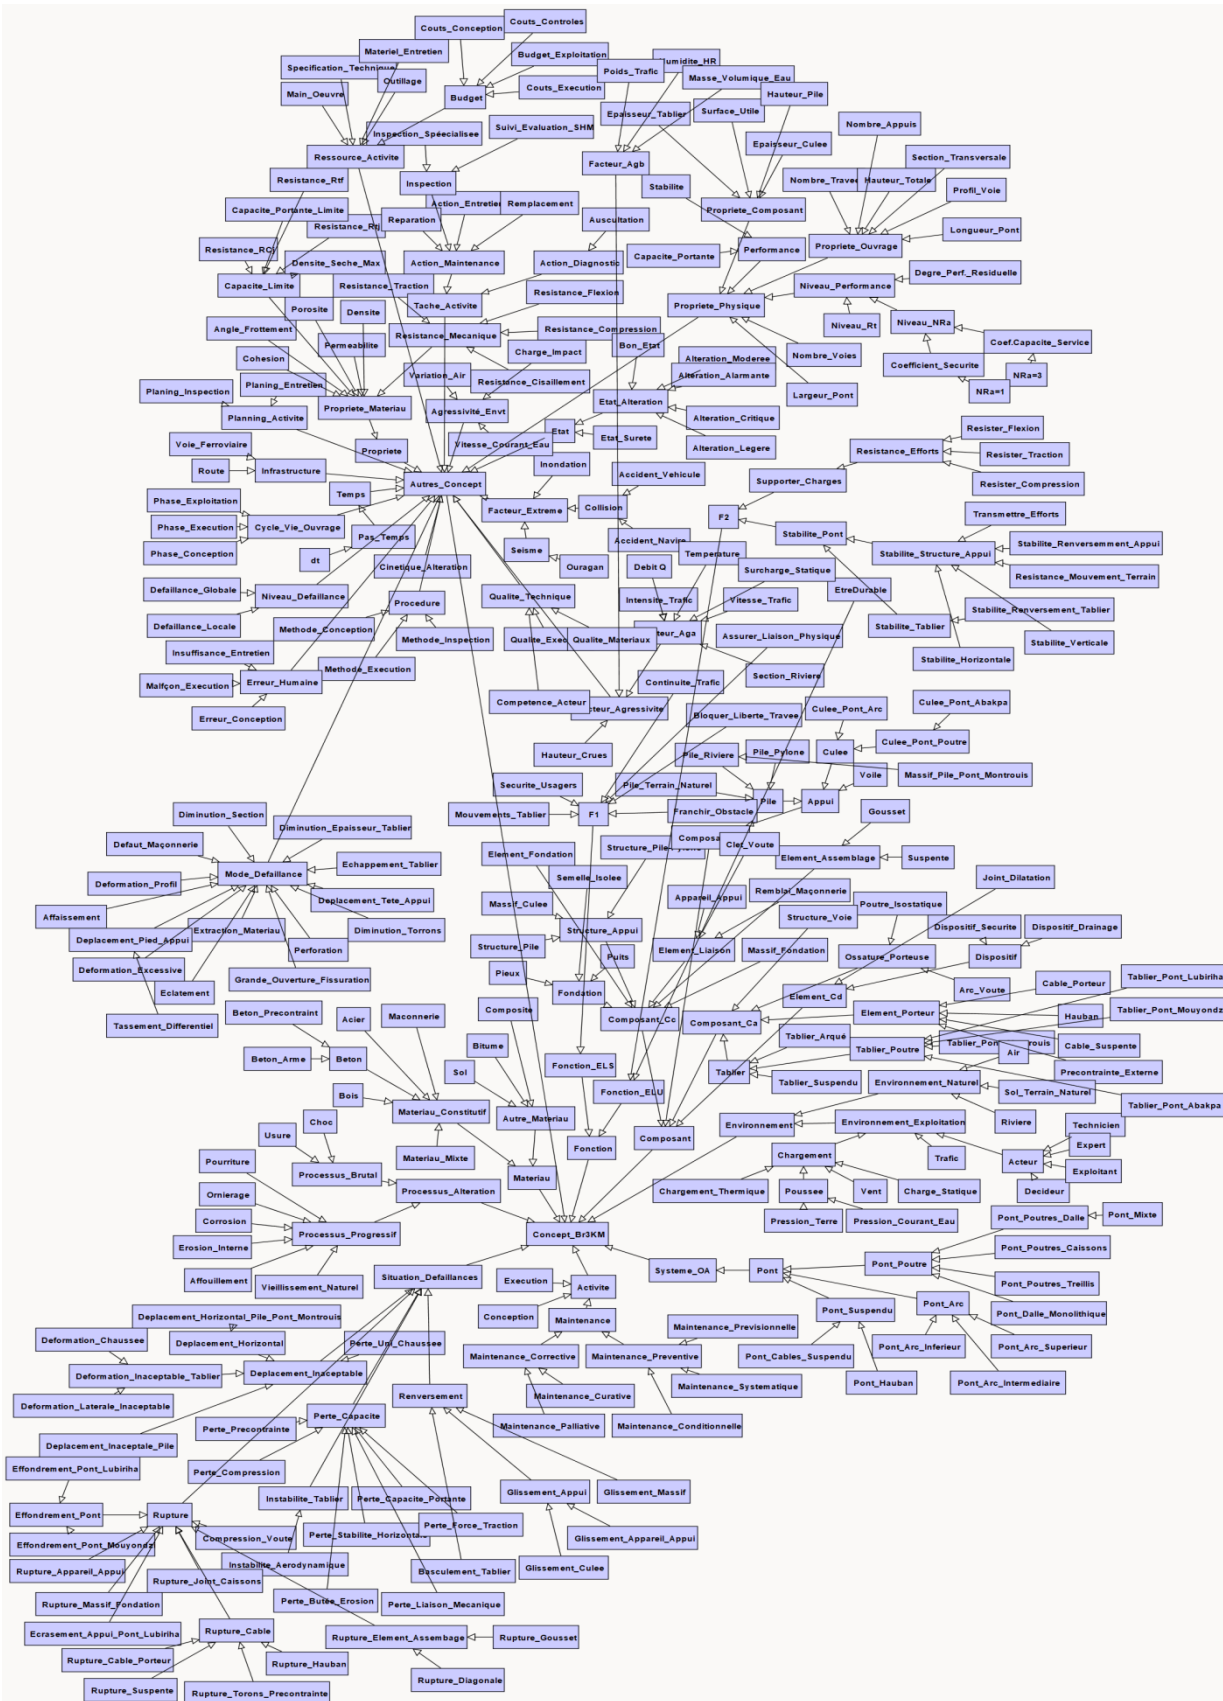 Couts_Controles
Couts_Conception
Materiel_Entretien
Budget_Exploitation
Poids_Trafic
Specification_Technique
Masse_Volumique_Eau
Outillage
Couts_Execution
Hauteur_Pile
Main_Oeuvre
Budget
Epaisseur_Tablier
Surface_Utile
Nombre_Appuis
Suivi_Evaluation_SHM
Epaisseur_Culee
Ressource_Activite
Facteur_Agb
Section_Transversale
Resistance_Rtf
Inspection
Stabilite
Hauteur_Totale
Profil_Voie
Remplacement
Propriete_Composant
Capacite_Portante_Limite
Reparation
Auscultation
Longueur_Pont
Performance
Propriete_Ouvrage
Capacite_Portante
Action_Maintenance
Action_Diagnostic
Densite_Seche_Max
Degre_Perf._Residuelle
Capacite_Limite
Resistance_Traction
Resistance_Flexion
Niveau_Performance
Tache_Activite
Propriete_Physique
Porosite
Densite
Niveau_NRa
Niveau_Rt
Angle_Frottement
Resistance_Mecanique
Resistance_Compression
Permeabilite
Bon_Etat
Coef.Capacite_Service
Cohesion
Charge_Impact
Nombre_Voies
Coefficient_Securite
Alteration_Moderee
NRa=3
Alteration_Alarmante
Planing_Inspection
Planing_Entretien
Variation_Air
Resistance_Cisaillement
NRa=1
Largeur_Pont
Propriete_Materiau
Agressivité_Envt
Etat_Alteration
Planning_Activite
Alteration_Critique
Resister_Flexion
Etat
Etat_Surete
Voie_Ferroviaire
Vitesse_Courant_Eau
Alteration_Legere
Propriete
Resistance_Efforts
Resister_Traction
Route
Infrastructure
Inondation
Accident_Vehicule
Supporter_Charges
Resister_Compression
Autres_Concept
Temps
Phase_Exploitation
Facteur_Extreme
Collision
Transmettre_Efforts
F2
Phase_Execution
Cycle_Vie_Ouvrage
Pas_Temps
Accident_Navire
Stabilite_Pont
Stabilite_Renversemment_Appui
Phase_Conception
Seisme
Stabilite_Structure_Appui
dt
Cinetique_Alteration
Ouragan
Debit Q
Temperature
Surcharge_Statique
Resistance_Mouvement_Terrain
Defaillance_Globale
Niveau_Defaillance
Qualite_Technique
Intensite_Trafic
Vitesse_Trafic
EtreDurable
Procedure
Stabilite_Renversement_Tablier
Defaillance_Locale
Methode_Conception
Methode_Inspection
Qualite_Materiaux
Assurer_Liaison_Physique
Stabilite_Tablier
Stabilite_Verticale
Insuffisance_Entretien
Stabilite_Horizontale
Methode_Execution
Section_Riviere
Malfçon_Execution
Erreur_Humaine
Continuite_Trafic
Competence_Acteur
Culee_Pont_Arc
Culee_Pont_Abakpa
Erreur_Conception
Bloquer_Liberte_Travee
Culee_Pont_Poutre
Hauteur_Crues
Pile_Riviere
Pile_Pylone
Culee
Voile
Massif_Pile_Pont_Montrouis
Securite_Usagers
Pile_Terrain_Naturel
Pile
Appui
Diminution_Section
Mouvements_Tablier
F1
Franchir_Obstacle
Gousset
Diminution_Epaisseur_Tablier
Defaut_Maçonnerie
Clet_Voute
Element_Fondation
Element_Assemblage
Suspente
Echappement_Tablier
Mode_Defaillance
Semelle_Isolee
Joint_Dilatation
Deformation_Profil
Remblai_Maçonnerie
Deplacement_Tete_Appui
Massif_Culee
Appareil_Appui
Poutre_Isostatique
Affaissement
Structure_Voie
Dispositif_Securite
Dispositif_Drainage
Extraction_Materiau
Diminution_Torrons
Structure_Appui
Deplacement_Pied_Appui
Structure_Pile
Element_Liaison
Massif_Fondation
Ossature_Porteuse
Dispositif
Perforation
Puits
Deformation_Excessive
Pieux
Grande_Ouverture_Fissuration
Tablier_Pont_Lubiriha
Eclatement
Fondation
Element_Cd
Arc_Voute
Cable_Porteur
Composite
Tassement_Differentiel
Beton_Precontraint
Acier
Maconnerie
Composant_Cc
Composant_Ca
Element_Porteur
Hauban
Bitume
Tablier_Arqué
Cable_Suspente
Beton_Arme
Beton
Sol
Fonction_ELS
Tablier_Poutre
Air
Tablier
Tablier_Suspendu
Precontrainte_Externe
Environnement_Naturel
Bois
Fonction_ELU
Sol_Terrain_Naturel
Materiau_Constitutif
Autre_Materiau
Tablier_Pont_Abakpa
Choc
Environnement
Environnement_Exploitation
Riviere
Technicien
Usure
Fonction
Composant
Expert
Materiau_Mixte
Chargement
Trafic
Acteur
Pourriture
Processus_Brutal
Materiau
Exploitant
Chargement_Thermique
Poussee
Vent
Charge_Statique
Decideur
Processus_Alteration
Ornierage
Pression_Terre
Pression_Courant_Eau
Pont_Poutres_Dalle
Pont_Mixte
Corrosion
Processus_Progressif
Concept_Br3KM
Erosion_Interne
Pont_Poutres_Caissons
Systeme_OA
Pont
Pont_Poutre
Affouillement
Vieillissement_Naturel
Situation_Defaillances
Execution
Activite
Pont_Poutres_Treillis
Pont_Suspendu
Pont_Arc
Pont_Dalle_Monolithique
Conception
Maintenance
Deplacement_Horizontal_Pile_Pont_Montrouis
Maintenance_Previsionnelle
Deformation_Chaussee
Deplacement_Horizontal
Perte_Uni_Chaussee
Pont_Arc_Inferieur
Pont_Arc_Superieur
Maintenance_Corrective
Maintenance_Preventive
Pont_Cables_Suspendu
Deformation_Inaceptable_Tablier
Deplacement_Inaceptable
Pont_Hauban
Pont_Arc_Intermediaire
Renversement
Maintenance_Curative
Maintenance_Systematique
Deformation_Laterale_Inaceptable
Perte_Capacite
Maintenance_Palliative
Maintenance_Conditionnelle
Perte_Precontrainte
Deplacement_Inaceptale_Pile
Effondrement_Pont_Lubiriha
Perte_Compression
Glissement_Appui
Glissement_Massif
Instabilite_Tablier
Perte_Capacite_Portante
Effondrement_Pont
Rupture
Perte_Force_Traction
Perte_Stabilite_Horizontale
Compression_Voute
Glissement_Appareil_Appui
Effondrement_Pont_Mouyondzi
Instabilite_Aerodynamique
Glissement_Culee
Rupture_Appareil_Appui
Basculement_Tablier
Rupture_Joint_Caissons
Perte_Butée_Erosion
Perte_Liaison_Mecanique
Rupture_Massif_Fondation
Ecrasement_Appui_Pont_Lubiriha
Rupture_Cable
Rupture_Element_Assembage
Rupture_Gousset
Rupture_Cable_Porteur
Rupture_Hauban
Rupture_Diagonale
Rupture_Suspente
Rupture_Torons_Precontrainte